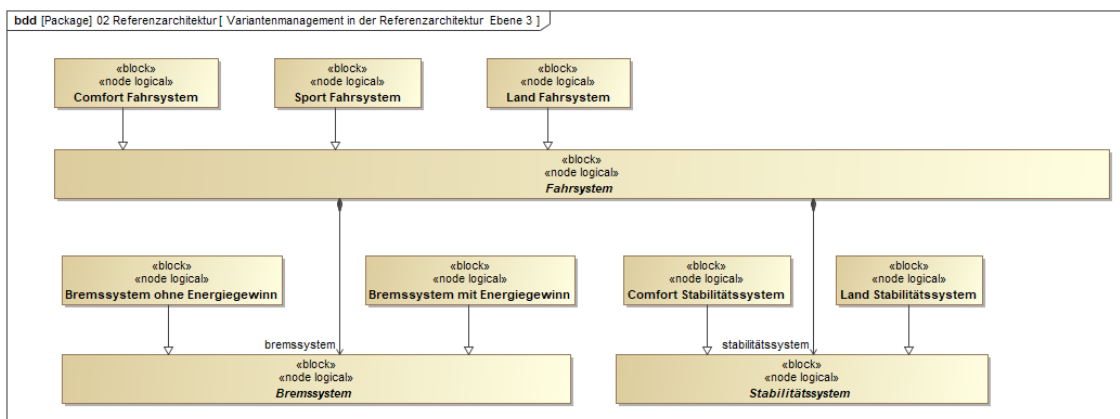 bdd [Package] 02 Referenzarchitektur [ Variantenmanagement in der Referenzarchitektur Ebene 3 ]
«block»
«node logical»
Comfort Fahrsystem
«block»
«node logical»
Sport Fahrsystem
«block»
«node logical»
Land Fahrsystem
«block»
«node logical»
Fahrsystem
«block»
«node logical»
Bremssystem ohne Energiegewinn
«block»
«node logical»
Bremssystem mit Energiegewinn
«block»
«node logical»
Comfort Stabilitätssystem
«block»
«node logical»
Land Stabilitätssystem
bremssystem
stabilitätssystem
«block»
«node logical»
Bremssystem
«block»
«node logical»
Stabilitätssystem